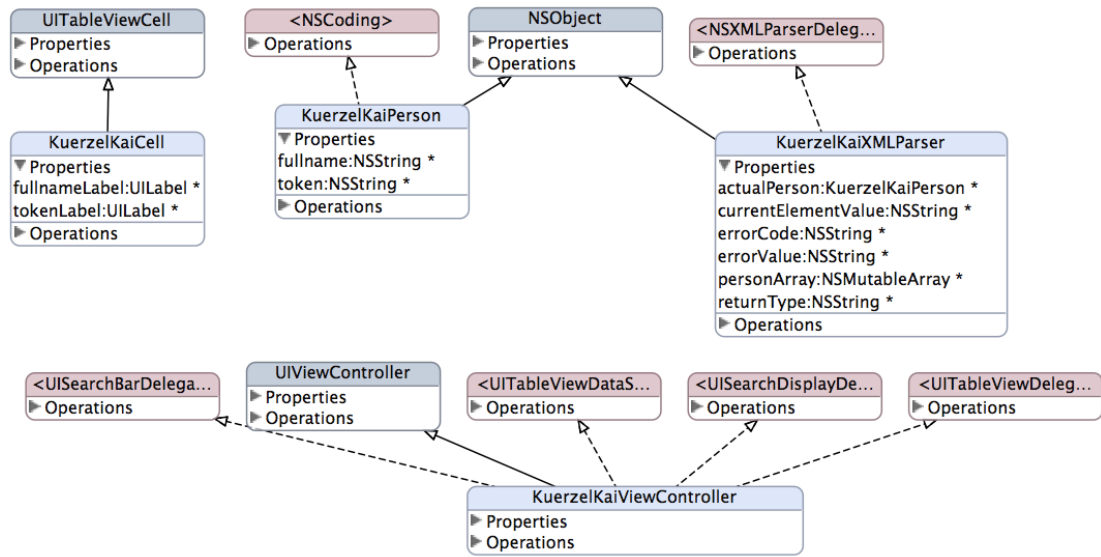 UITableViewCell
Properties
Operations
<NSCoding>
Operations
NSObject
Properties
Operations
<NSXMLParserDeleg...
Operations
KuerzelKaiCell
Properties
fullnameLabel:UILabel *
tokenLabel:UILabel *
Operations
KuerzelKaiPerson
Properties
fullname:NSString *
token:NSString *
Operations
KuerzelKaiXMLParser
Properties
actualPerson:KuerzelKaiPerson *
currentElementValue:NSString *
errorCode:NSString *
errorValue:NSString *
personArray:NSMutableArray *
returnType:NSString *
Operations
<UISearchBarDelega...
Operations
UIViewController
Properties
Operations
<UITableViewDataS...
Operations
<UISearchDisplayDe...
Operations
<UITableViewDeleg...
Operations
KuerzelKaiViewController
Properties
Operations